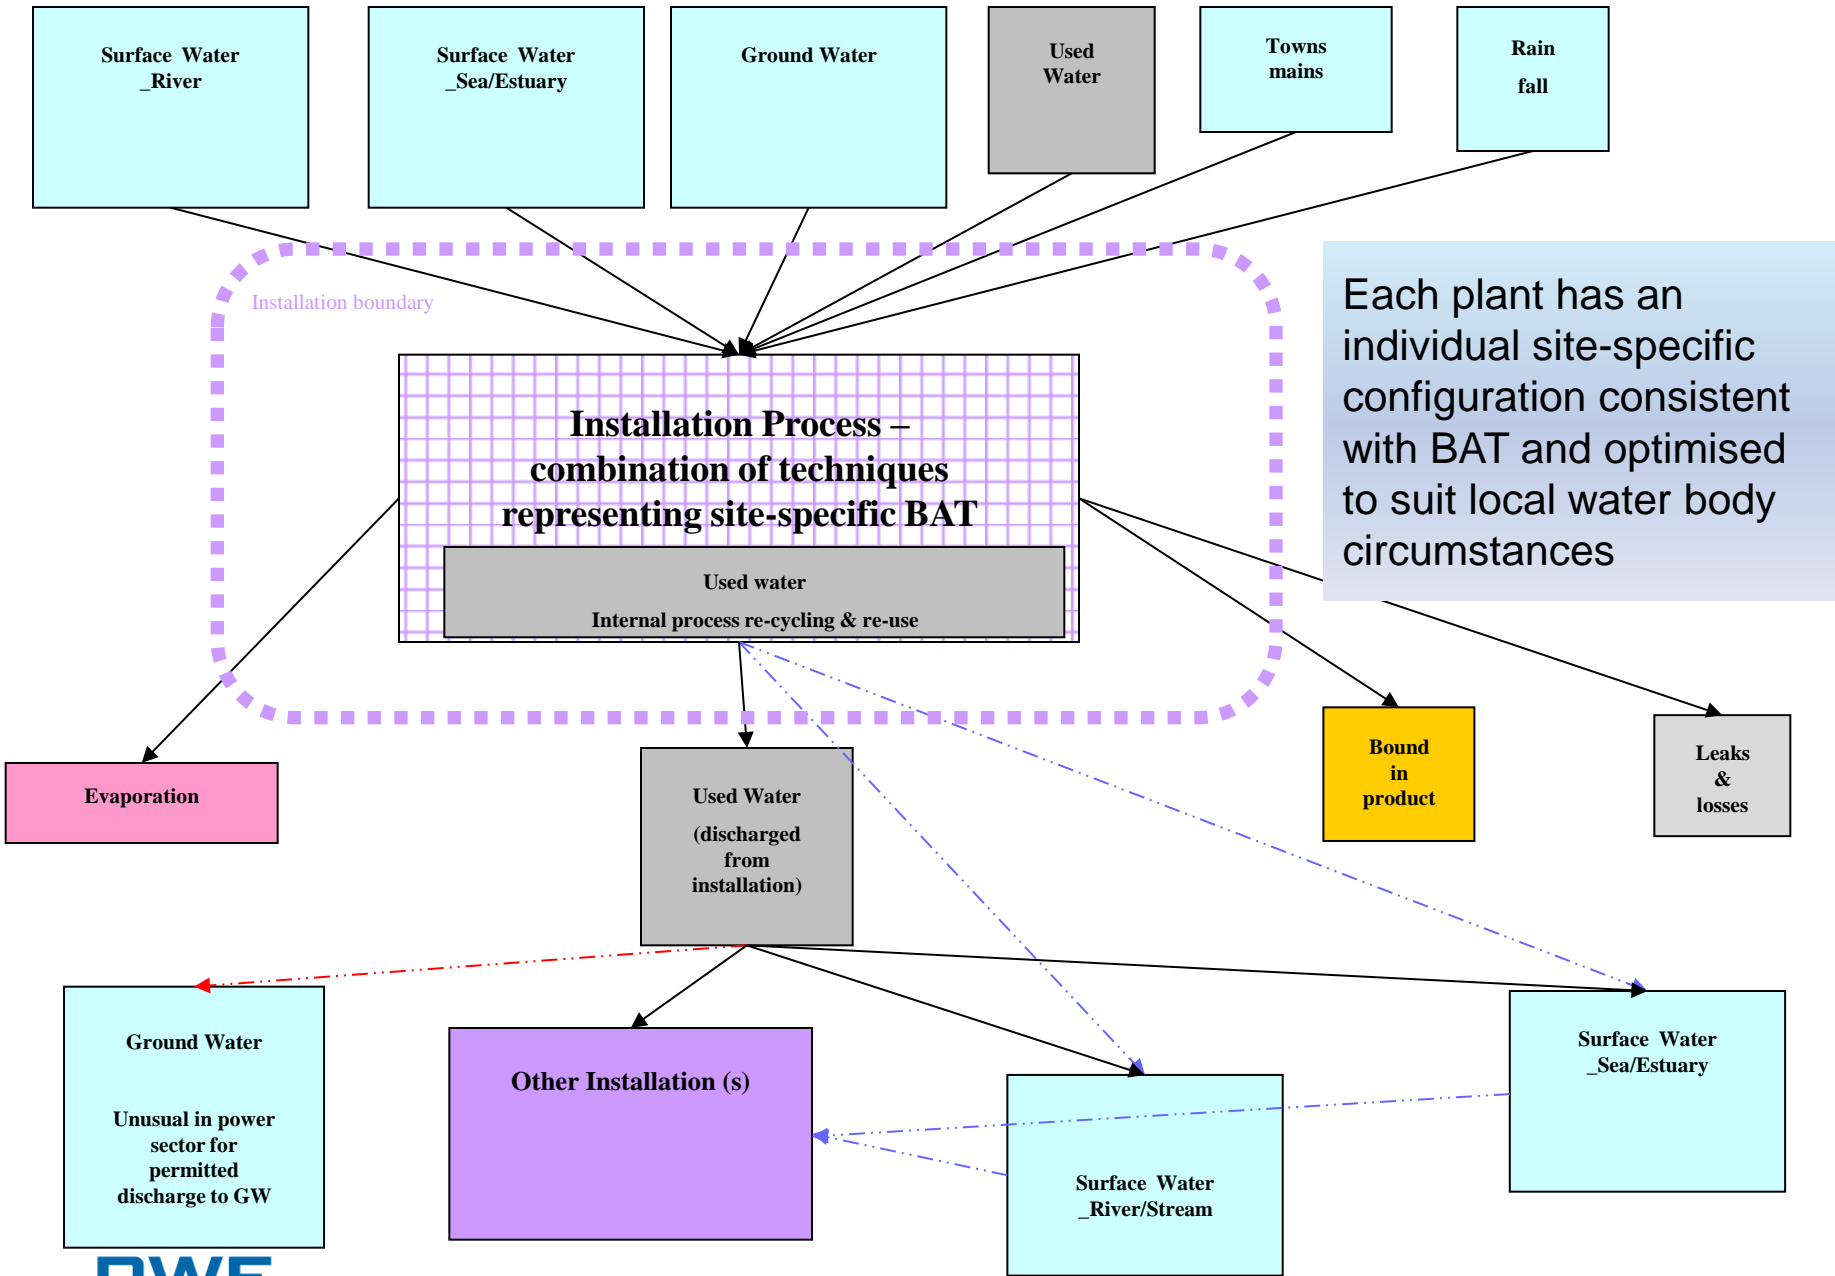 Surface Water
_River
Surface Water
_Sea/Estuary
Ground Water
Used
Water
Towns
mains
Rain
fall
Installation boundary
Each plant has an
individual site-specific
configuration consistent
with BAT and optimised
to suit local water body
circumstances
Installation Process –
combination of techniques
representing site-specific BAT
Used water
Internal process re-cycling & re-use
Evaporation
Used Water
(discharged
from
installation)
Bound
in
product
Leaks
&
losses
Ground Water
Unusual in power
sector for
permitted
discharge to GW
Other Installation (s)
Surface Water
_River/Stream
Surface Water
_Sea/Estuary
RWE